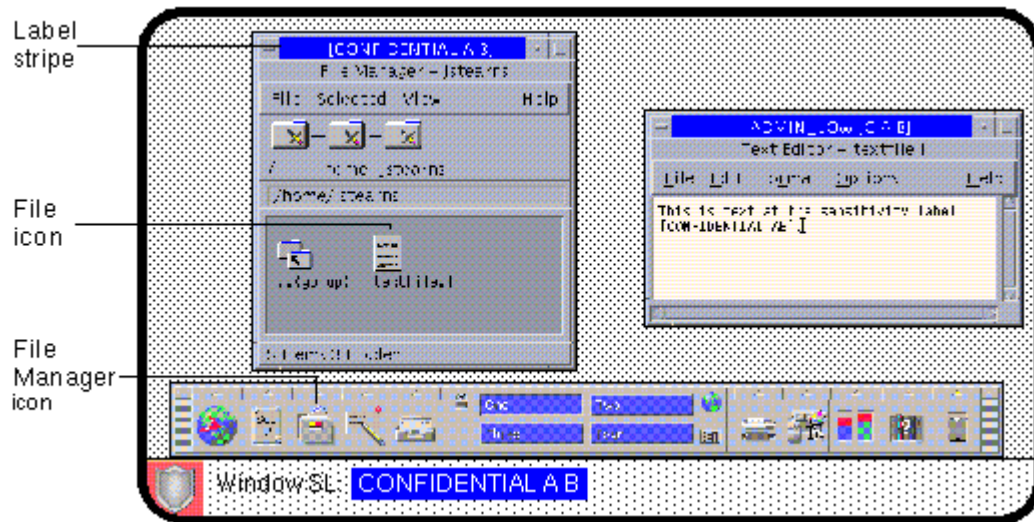 Label
stripe
[CONFIDENTIAL A B]
File Manager - jstearns
File Selected View Help
/ home jstearns
/home/jstearns
..(go up) textfile1
File
icon
ADMIN_LOW [C A B]
Text Editor - textfile1
File Edit Format Options Help
This is text at the sensitivity label
[CONFIDENTIAL AB].
File
Manager
icon
One Two
Three Four
Window SL: CONFIDENTIAL A B